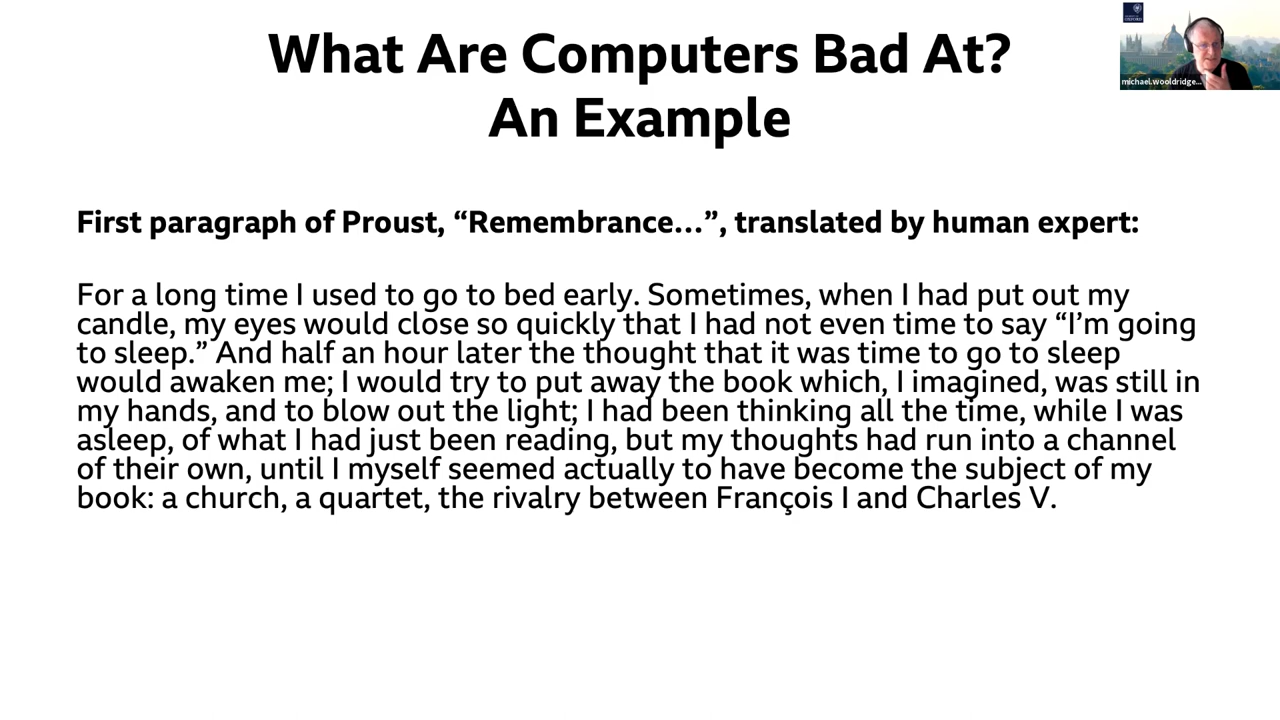 What Are Computers Bad At?
An Example
First paragraph of Proust, “Remembrance…”, translated by human expert:
For a long time I used to go to bed early. Sometimes, when I had put out my
candle, my eyes would close so quickly that I had not even time to say “I’m going
to sleep.” And half an hour later the thought that it was time to go to sleep
would awaken me; I would try to put away the book which, I imagined, was still in
my hands, and to blow out the light; I had been thinking all the time, while I was
asleep, of what I had just been reading, but my thoughts had run into a channel
of their own, until I myself seemed actually to have become the subject of my
book: a church, a quartet, the rivalry between François I and Charles V.
OXFORD
michael.wooldridge...